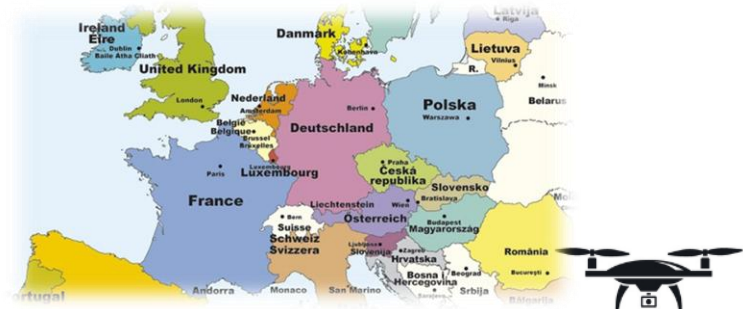 Latvija
Riga
Ireland
Éire
Dublin
Baile Átha Cliath
Danmark
København
Lietuva
Vilnius
R.
Minsk
Belarus
United Kingdom
London
Nederland
Amsterdam
Berlin
Polska
Warszawa
België
Belgique
Brussel
Bruxelles
Deutschland
Luxembourg
Luxembourg
Paris
Praha
Česká
republika
Slovensko
Bratislava
France
Liechtenstein
Wien
Österreich
Budapest
Magyarország
Bern
Suisse
Schweiz
Svizzera
Ljubljana
Slovenija
Zagreb
Hrvatska
România
București
Bosna i
Hercegovina
Sarajevo
Beograd
Srbija
Portugal
Andorra
Monaco
San Marino